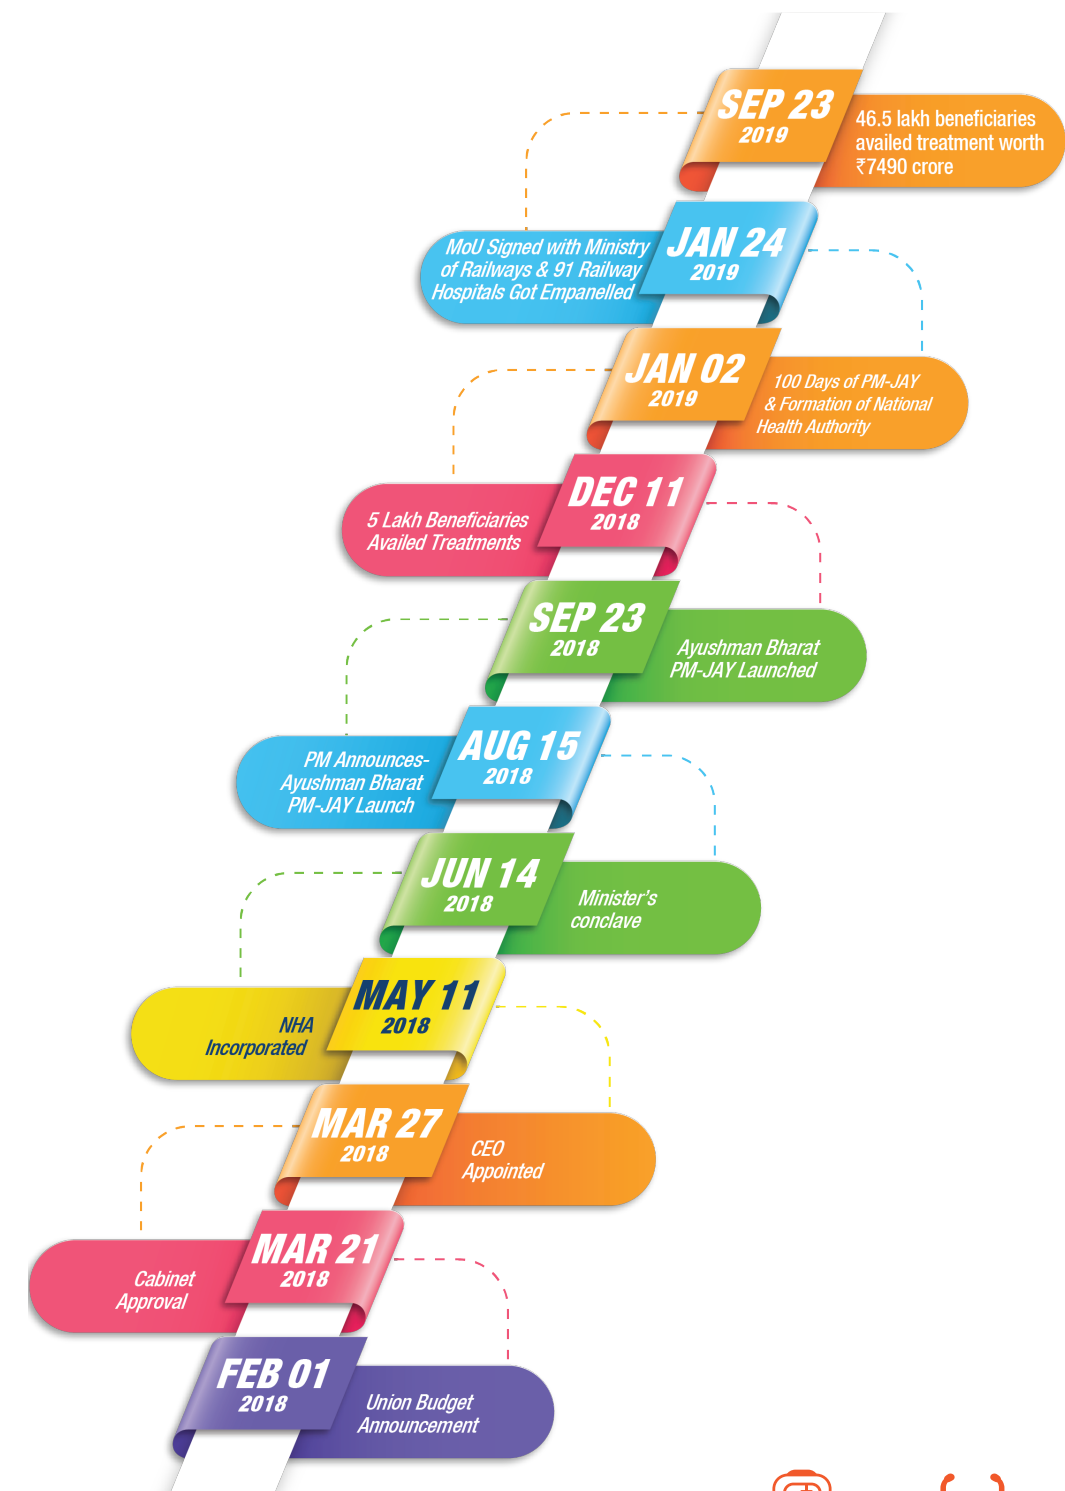 SEP 23
2019
46.5 lakh beneficiaries
availed treatment worth
₹7490 crore
JAN 24
2019
MoU Signed with Ministry
of Railways & 91 Railway
Hospitals Got Empanelled
JAN 02
2019
100 Days of PM-JAY
& Formation of National
Health Authority
DEC 11
2018
5 Lakh Beneficiaries
Availed Treatments
SEP 23
2018
Ayushman Bharat
PM-JAY Launched
AUG 15
2018
PM Announces-
Ayushman Bharat
PM-JAY Launch
JUN 14
2018
Minister's
conclave
MAY 11
2018
NHA
Incorporated
MAR 27
2018
CEO
Appointed
MAR 21
2018
Cabinet
Approval
FEB 01
2018
Union Budget
Announcement